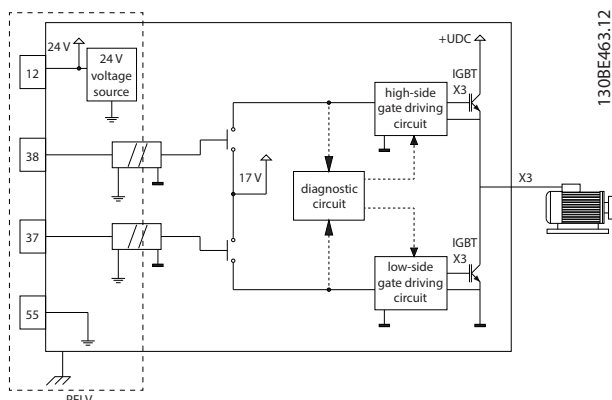 130BE463.12
+UDC
24 V
12
24 V
voltage
source
IGBT
X3
high-side
gate driving
circuit
38
17 V
diagnostic
circuit
X3
37
IGBT
X3
low-side
gate driving
circuit
55
PELV